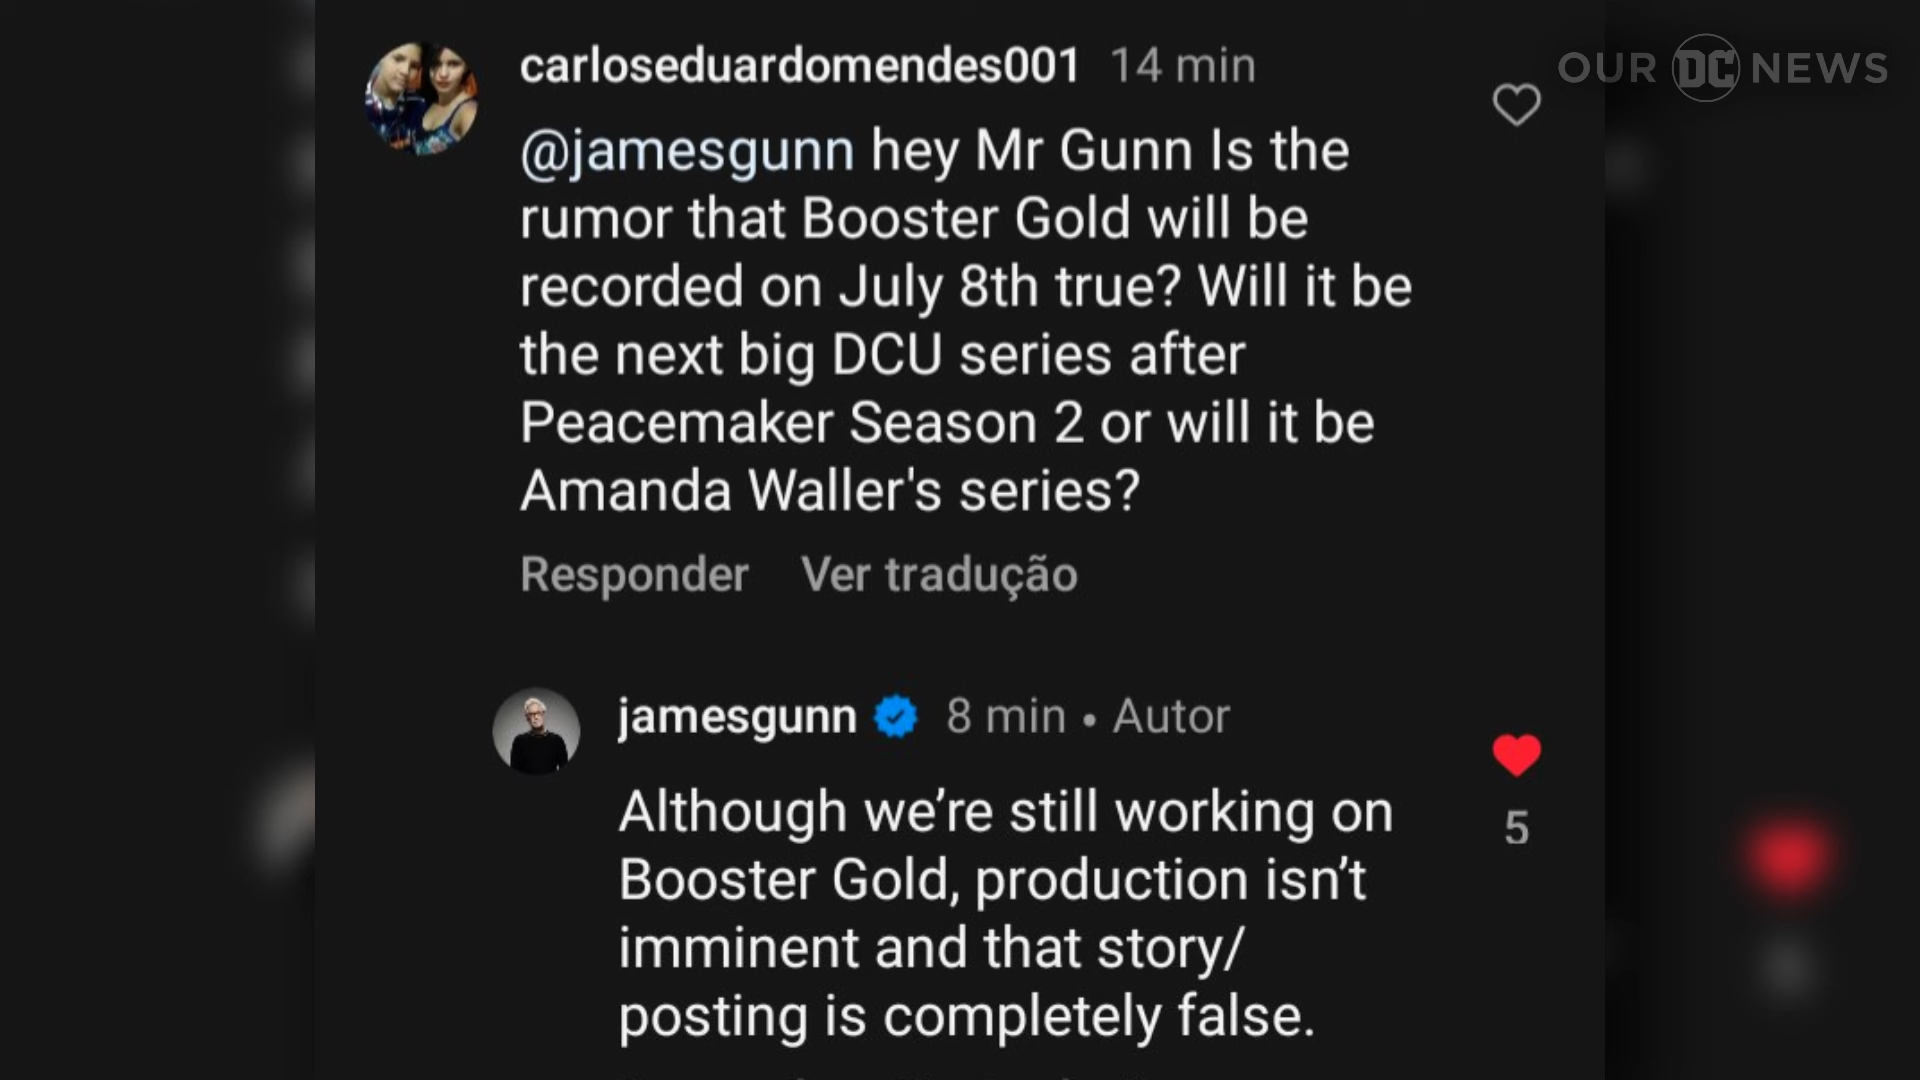 OUR DC NEWS
carloseduardomendes001 14 min
@jamesgunn hey Mr Gunn Is the
rumor that Booster Gold will be
recorded on July 8th true? Will it be
the next big DCU series after
Peacemaker Season 2 or will it be
Amanda Waller's series?
Responder Ver tradução
jamesgunn 8 min • Autor
Although we’re still working on
Booster Gold, production isn’t
imminent and that story/
posting is completely false.
5